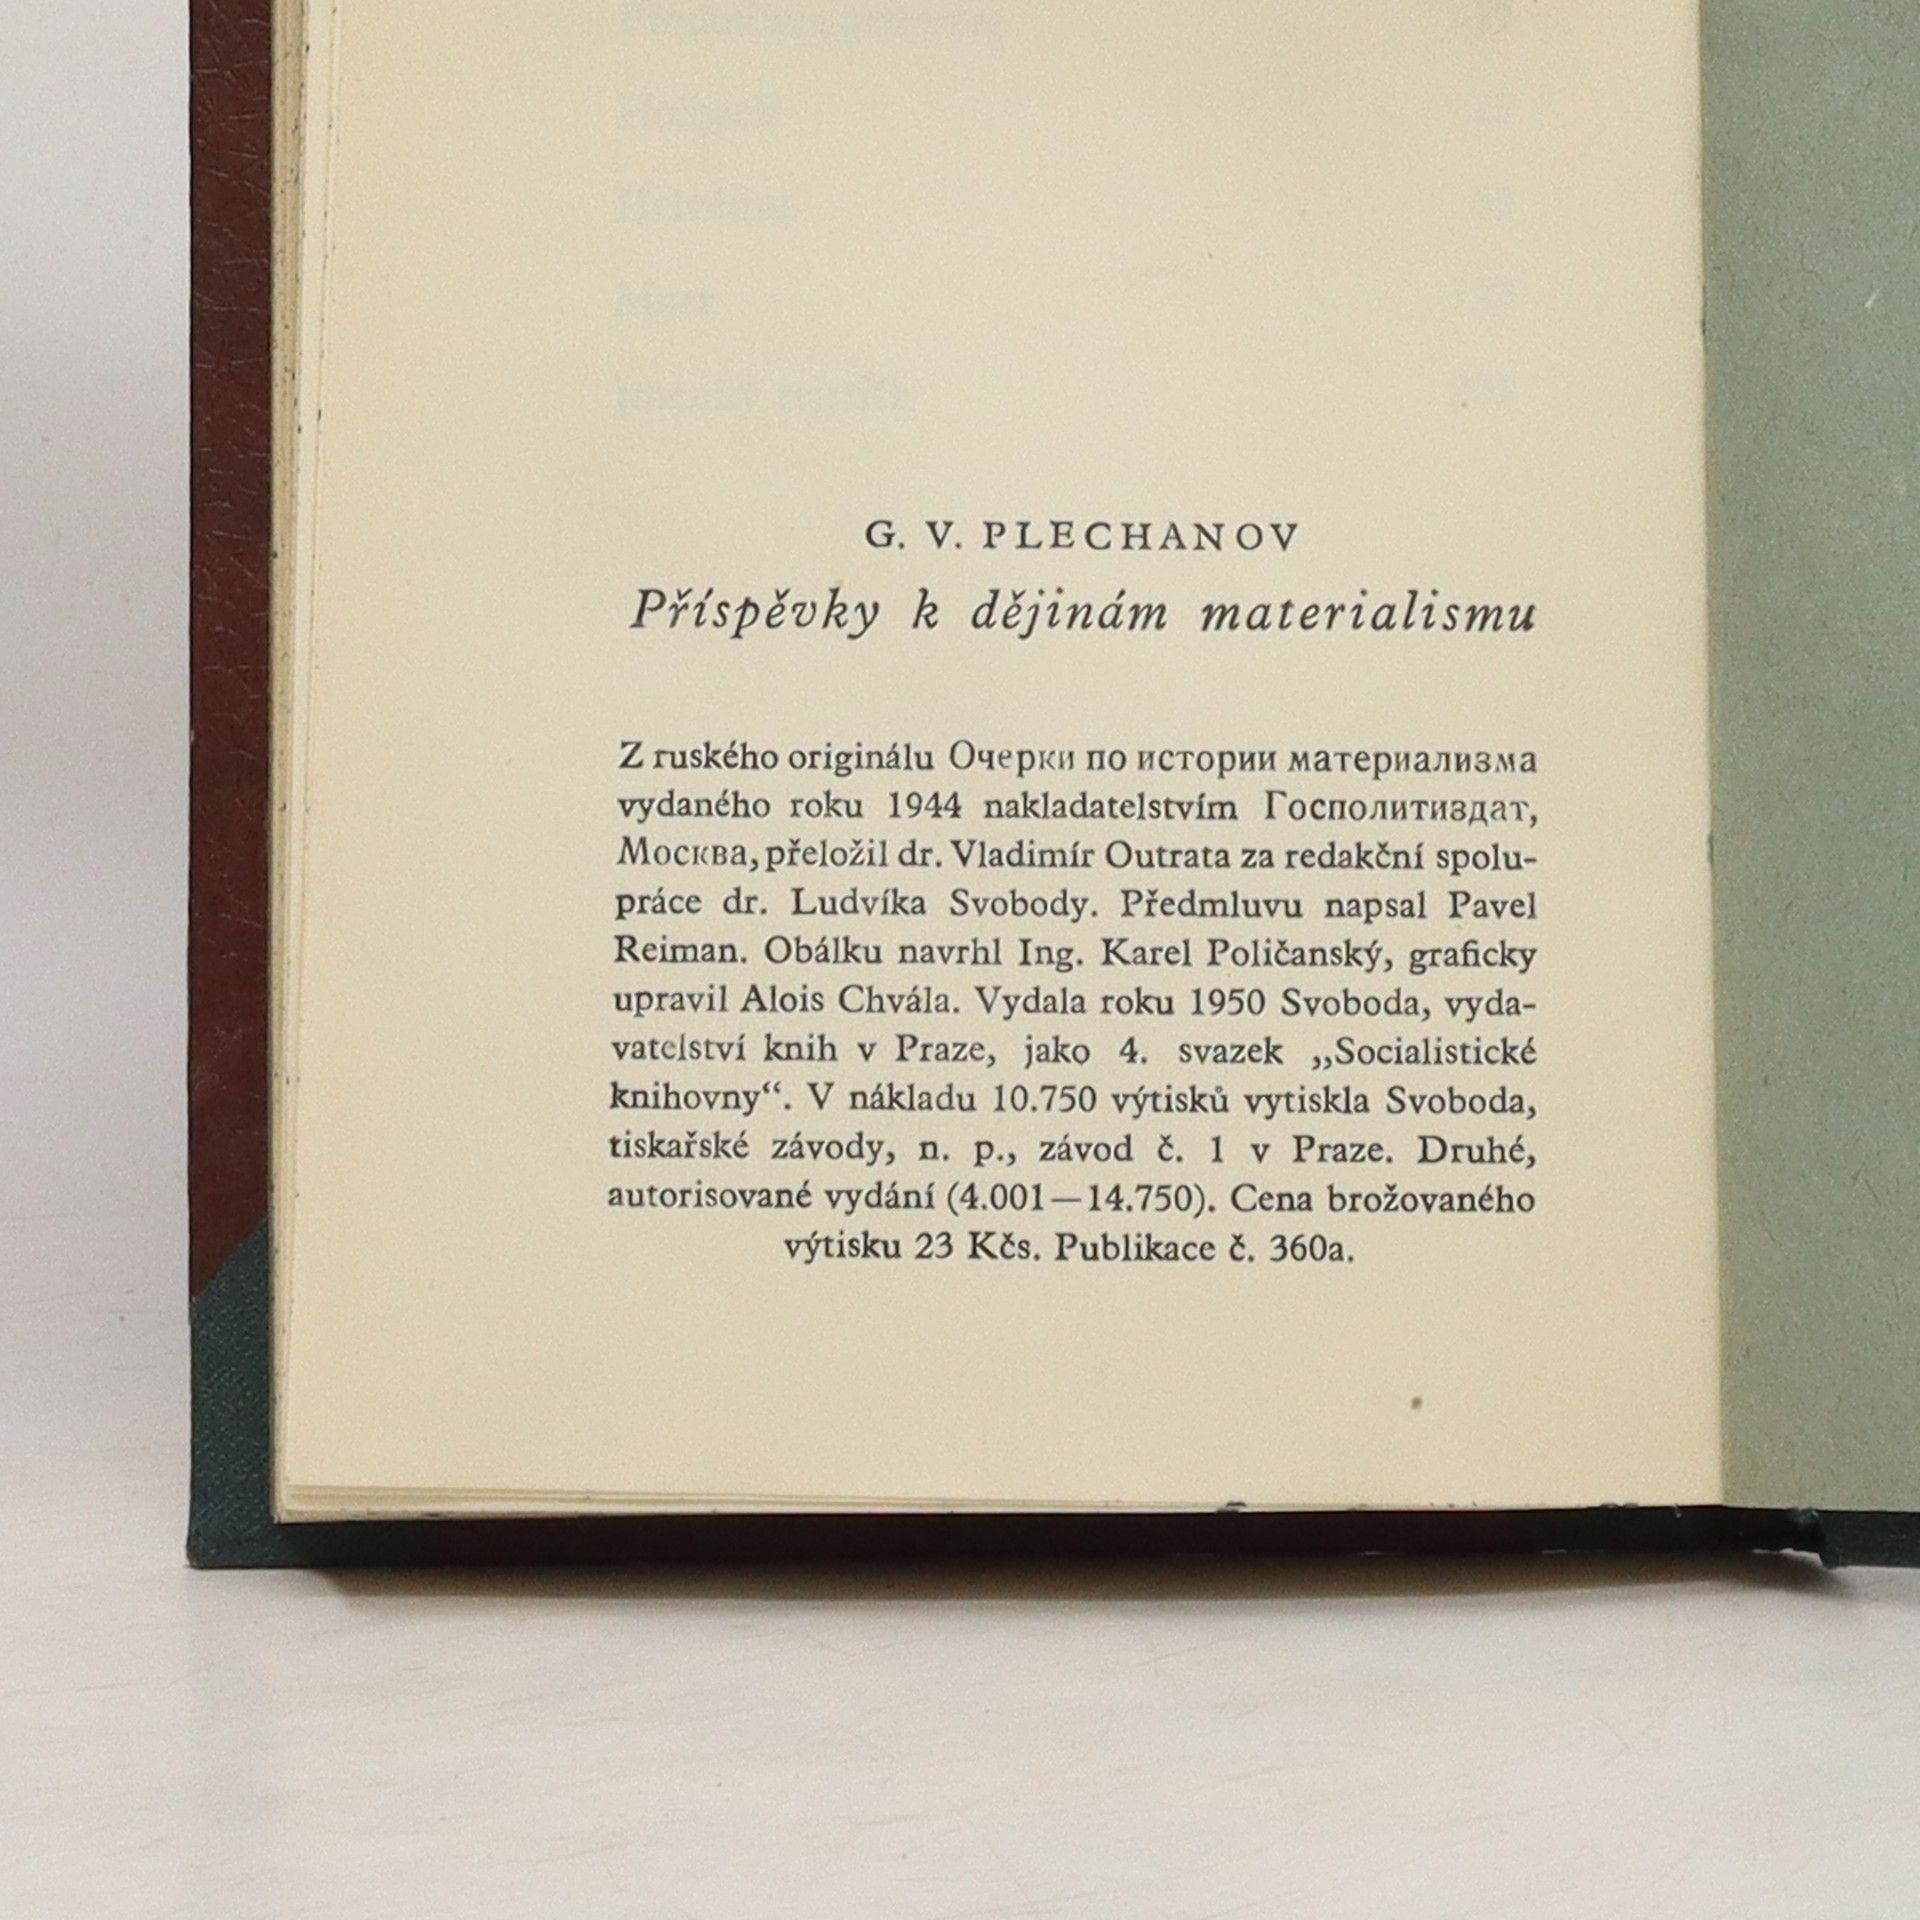 G. V. PLECHANOV
Příspěvky k dějinám materialismu
Z ruského originálu Очерки по истории материализма
vydaného roku 1944 nakladatelstvím Госполитиздат,
Москва, přeložil dr. Vladimír Outrata za redakční spolu-
práce dr. Ludvíka Svobody. Předmluvu napsal Pavel
Reiman. Obálku navrhl Ing. Karel Poličanský, graficky
upravil Alois Chvála. Vydala roku 1950 Svoboda, vyda-
vatelství knih v Praze, jako 4. svazek „Socialistické
knihovny“. V nákladu 10.750 výtisků vytiskla Svoboda,
tiskařské závody, n. p., závod č. 1 v Praze. Druhé,
autorisované vydání (4.001—14.750). Cena brožovaného
výtisku 23 Kčs. Publikace č. 360a.